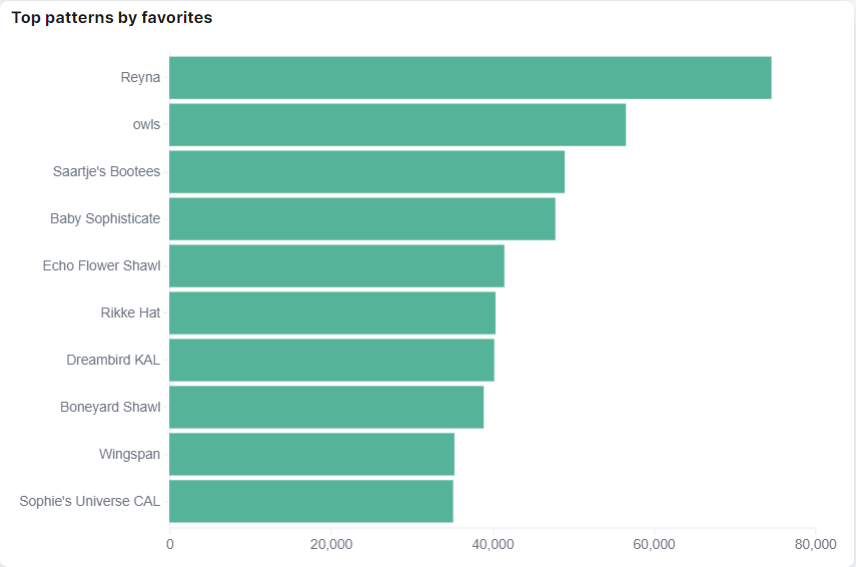 Top patterns by favorites
Reyna
owls
Saartje's Bootees
Baby Sophisticate
Echo Flower Shawl
Rikke Hat
Dreambird KAL
Boneyard Shawl
Wingspan
Sophie's Universe CAL
0 20,000 40,000 60,000 80,000